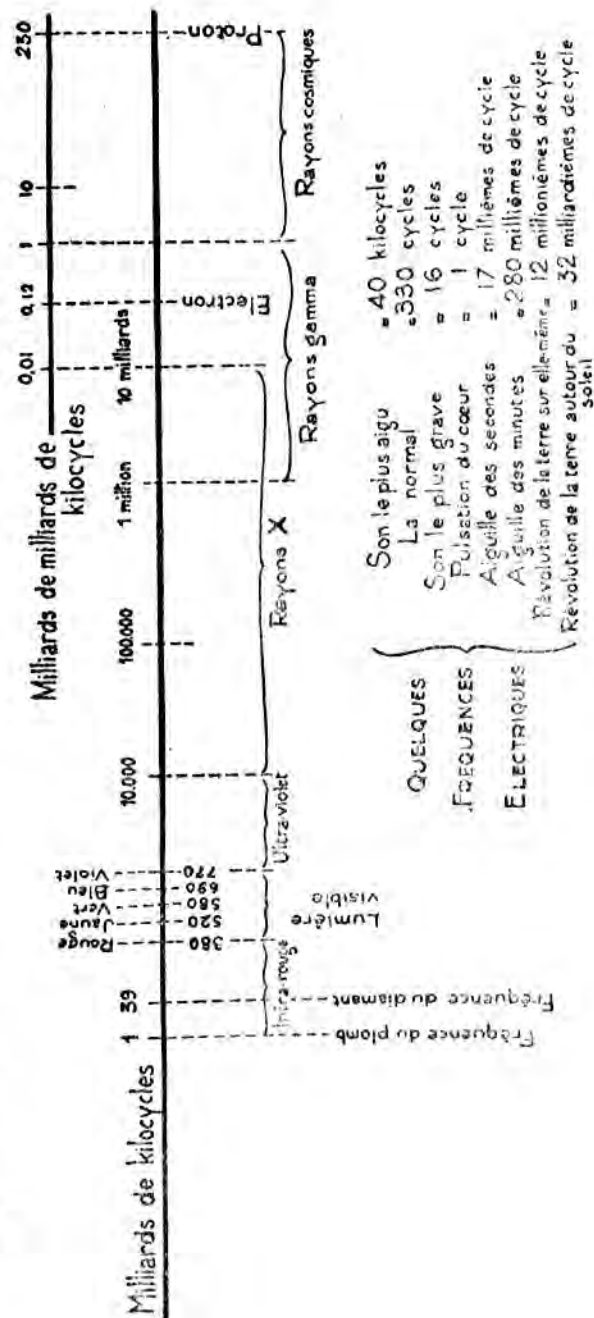 Milliards de milliards de
kilocycles
0,01 0,12 1 10 230
Milliards de kilocycles
1 39 10.000 100.000 1 million 10 milliards
Rouge Jaune Vert Bleu Violet
380 520 580 690 770
Electron Proton
Infra-rouge
Lumière
visible
Ultra-violet
Rayons X
Rayons gamma
Rayons cosmiques
Fréquence du plomb
Fréquence du diamant
QUELQUES
FREQUENCES
ELECTRIQUES
Son le plus aigu = 40 kilocycles
La normal = 330 cycles
Son le plus grave = 16 cycles
Pulsation du cœur = 1 cycle
Aiguille des secondes = 17 millièmes de cycle
Aiguille des minutes = 280 millièmes de cycle
Révolution de la terre sur elle-même = 12 millionièmes de cycle
Révolution de la terre autour du = 32 milliardièmes de cycle
soleil